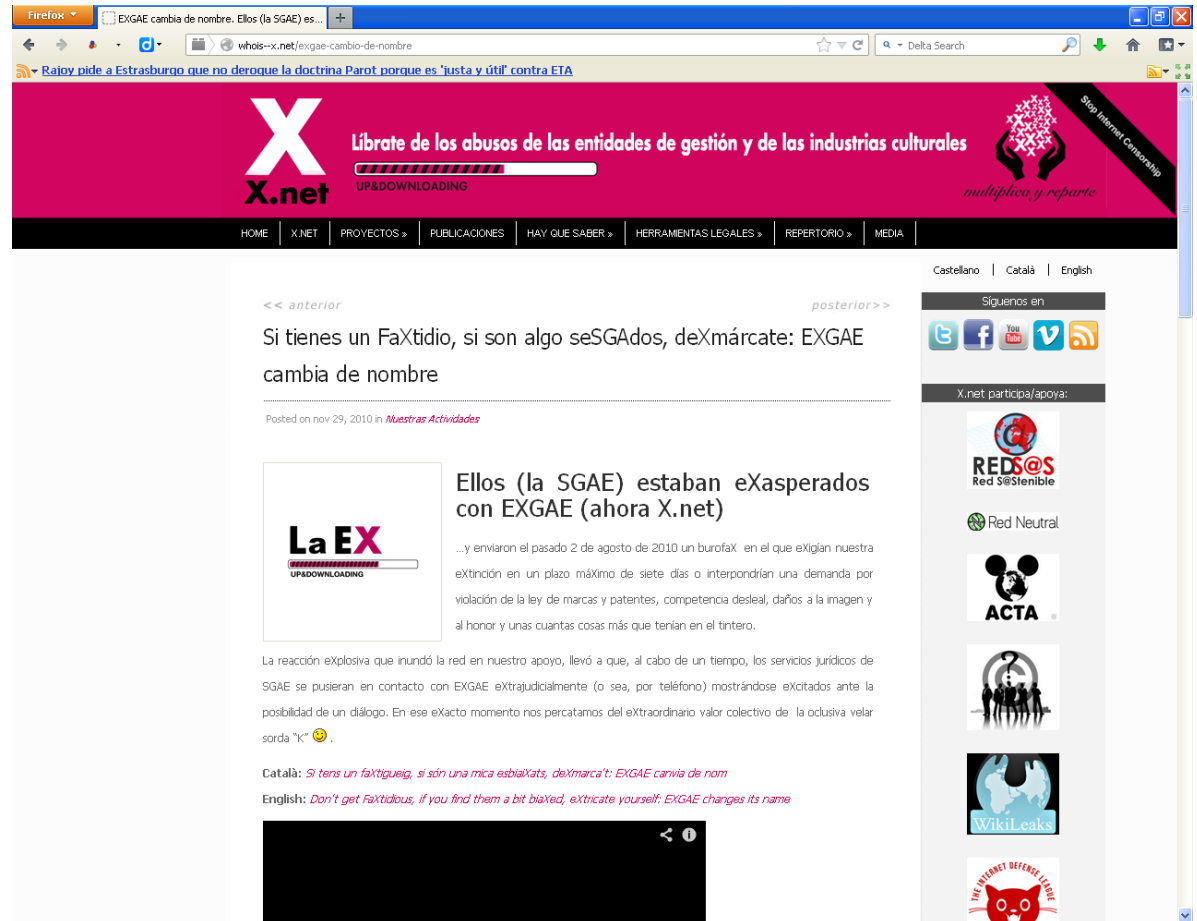 Firefox
EXGAE cambia de nombre. Ellos (la SGAE) es...
whois--x.net/exgae-cambio-de-nombre
Delta Search
Rajoy pide a Estrasburgo que no derogue la doctrina Parot porque es 'justa y útil' contra ETA
X
X.net
Líbrate de los abusos de las entidades de gestión y de las industrias culturales
UP&DOWNLOADING
multiplica y reparte
Stop Internet Censorship
HOME X.NET PROYECTOS » PUBLICACIONES HAY QUE SABER » HERRAMIENTAS LEGALES » REPERTORIO » MEDIA
Castellano | Català | English
<< anterior posterior>>
Síguenos en
You Tube
Si tienes un FaXtidio, si son algo seSGAdos, deXmárcate: EXGAE
cambia de nombre
X.net participa/apoya:
Posted on nov 29, 2010 in Nuestras Actividades
REDS@S
Red S@Stenible
Red Neutral
ACTA
WikiLeaks
THE INTERNET DEFENSE LEAGUE
La EX
UP&DOWNLOADING
Ellos (la SGAE) estaban eXasperados
con EXGAE (ahora X.net)
...y enviaron el pasado 2 de agosto de 2010 un burofaX en el que eXigían nuestra
eXtinción en un plazo máXimo de siete días o interpondrían una demanda por
violación de la ley de marcas y patentes, competencia desleal, daños a la imagen y
al honor y unas cuantas cosas más que tenían en el tintero.
La reacción eXplosiva que inundó la red en nuestro apoyo, llevó a que, al cabo de un tiempo, los servicios jurídicos de
SGAE se pusieran en contacto con EXGAE eXtrajudicialmente (o sea, por teléfono) mostrándose eXcitados ante la
posibilidad de un diálogo. En ese eXacto momento nos percatamos del eXtraordinario valor colectivo de la oclusiva velar
sorda "K" .
Català: Si tens un faXtigueig, si són una mica esbiaiXats, deXmarca't: EXGAE canvia de nom
English: Don't get FaXtidious, if you find them a bit biaXed, eXtricate yourself: EXGAE changes its name